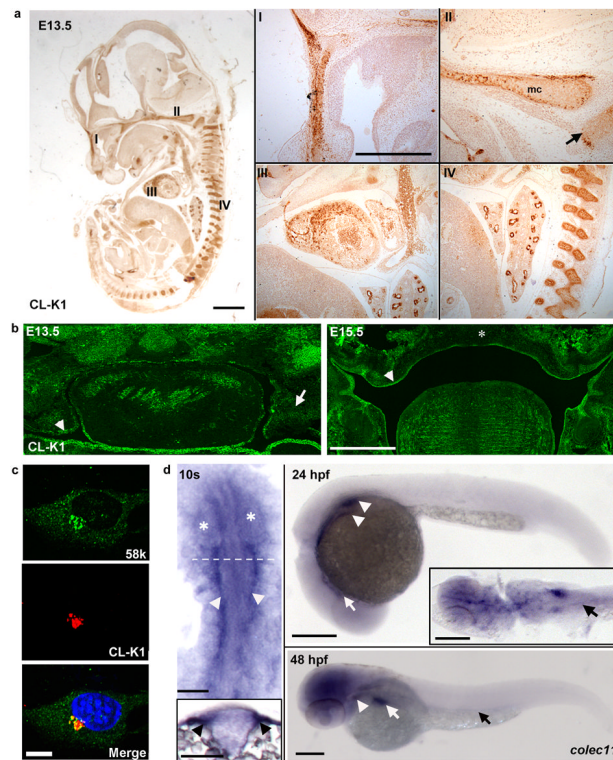 a
E13.5
I
II
III
IV
CL-K1
I
II
mc
III
IV
b
E13.5
CL-K1
E15.5
*
c
58k
CL-K1
Merge
d
10s
* *
24 hpf
48 hpf
colec11